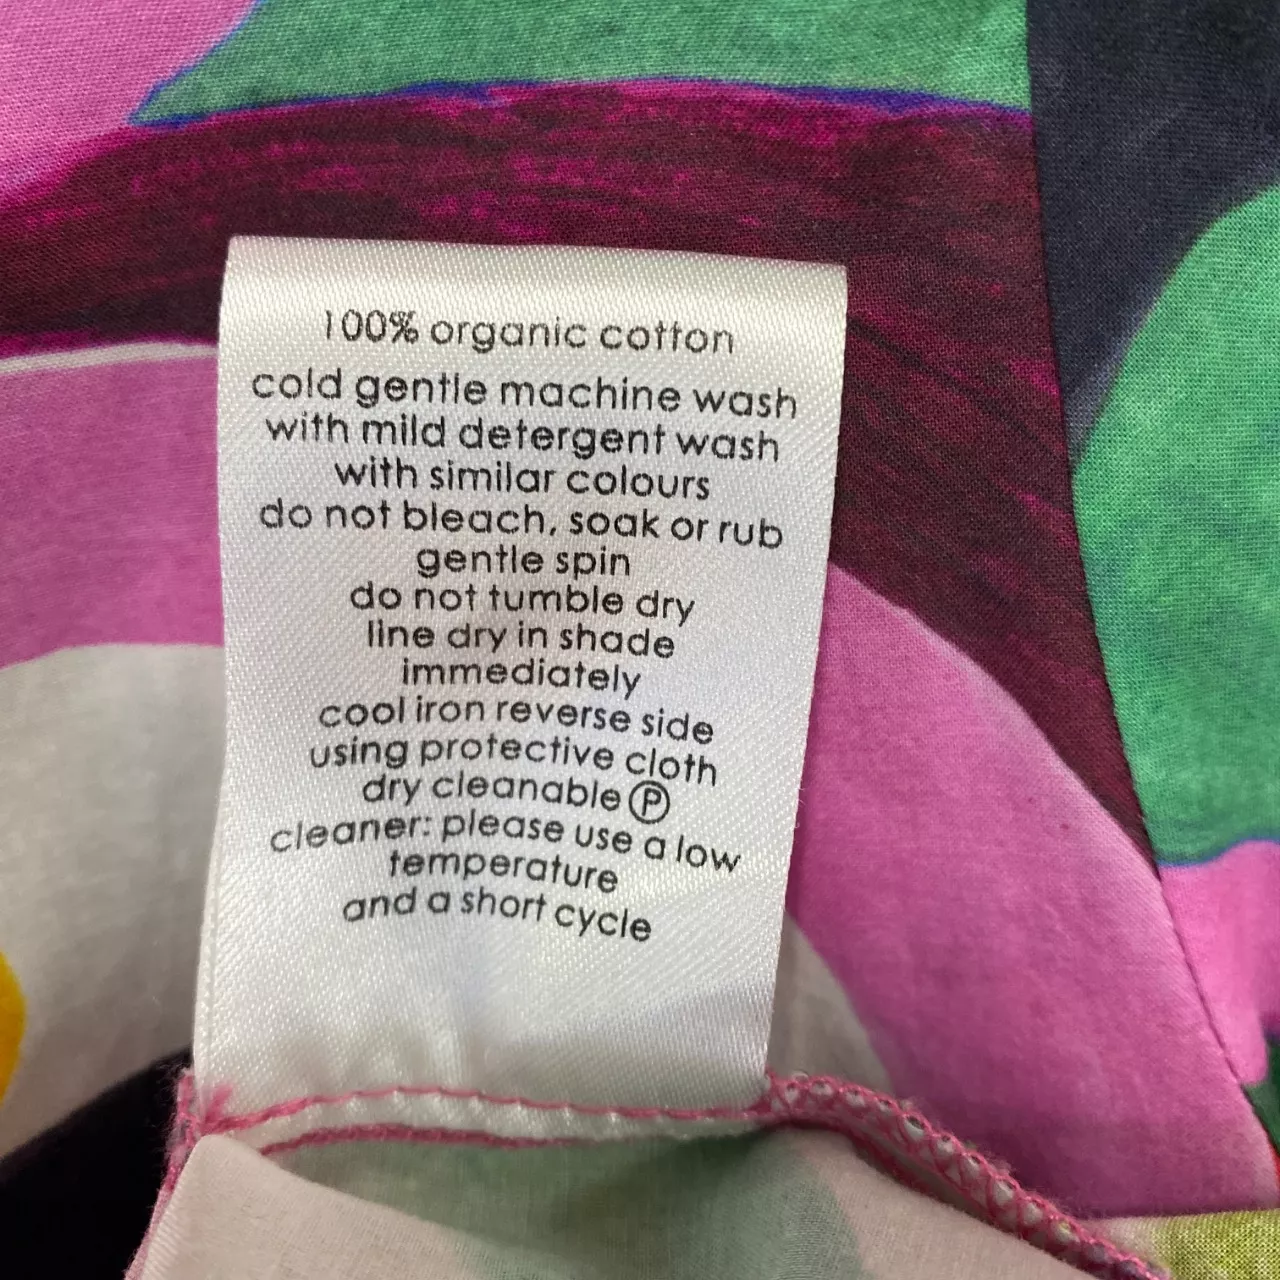 100% organic cotton
cold gentle machine wash
with mild detergent wash
with similar colours
do not bleach, soak or rub
gentle spin
do not tumble dry
line dry in shade
immediately
cool iron reverse side
using protective cloth
dry cleanable Ⓟ
cleaner: please use a low
temperature
and a short cycle